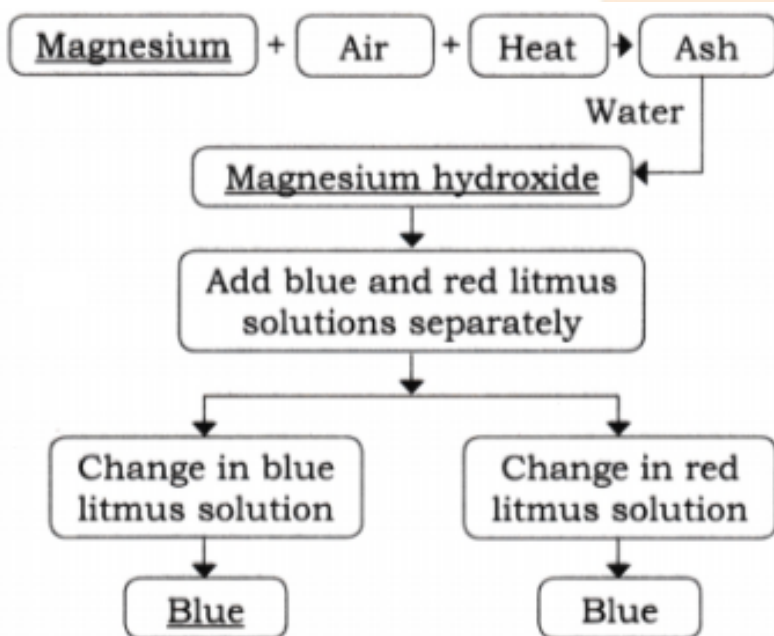 Magnesium + Air + Heat Ash
Water
Magnesium hydroxide
Add blue and red litmus
solutions separately
Change in blue
litmus solution
Change in red
litmus solution
Blue
Blue